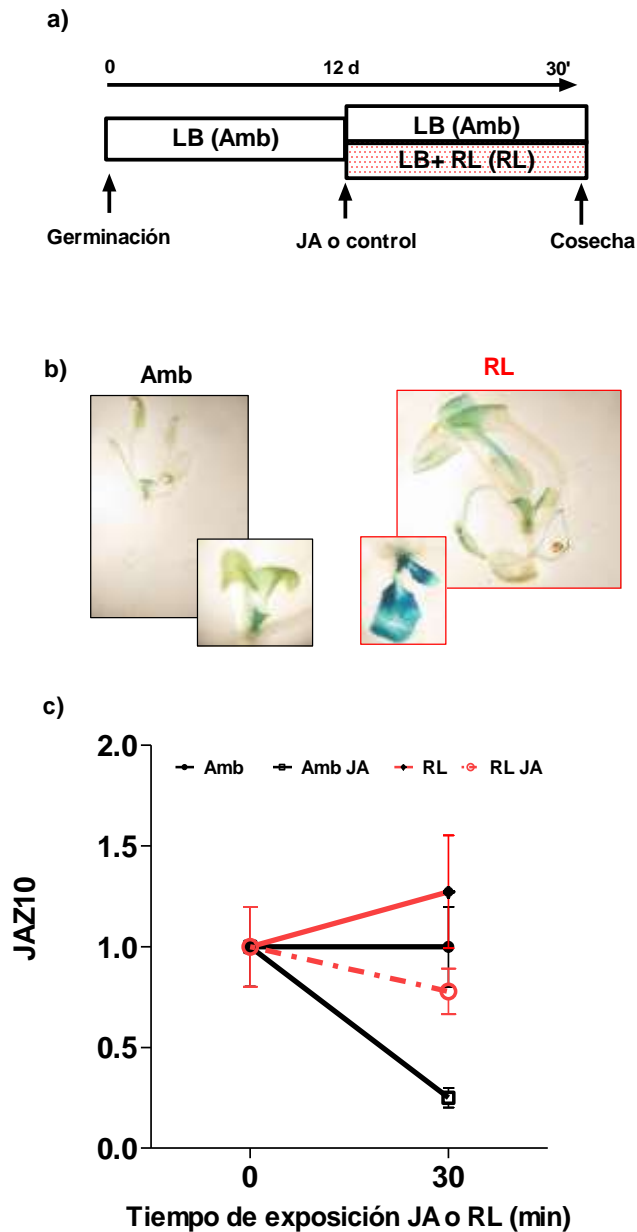 a)
0 12 d 30'
LB (Amb) LB (Amb)
LB+ RL (RL)
Germinación JA o control Cosecha
b)
Amb RL
c)
2.0
Amb Amb JA RL RL JA
1.5
1.0
0.5
0.0
JAZ10
0 30
Tiempo de exposición JA o RL (min)